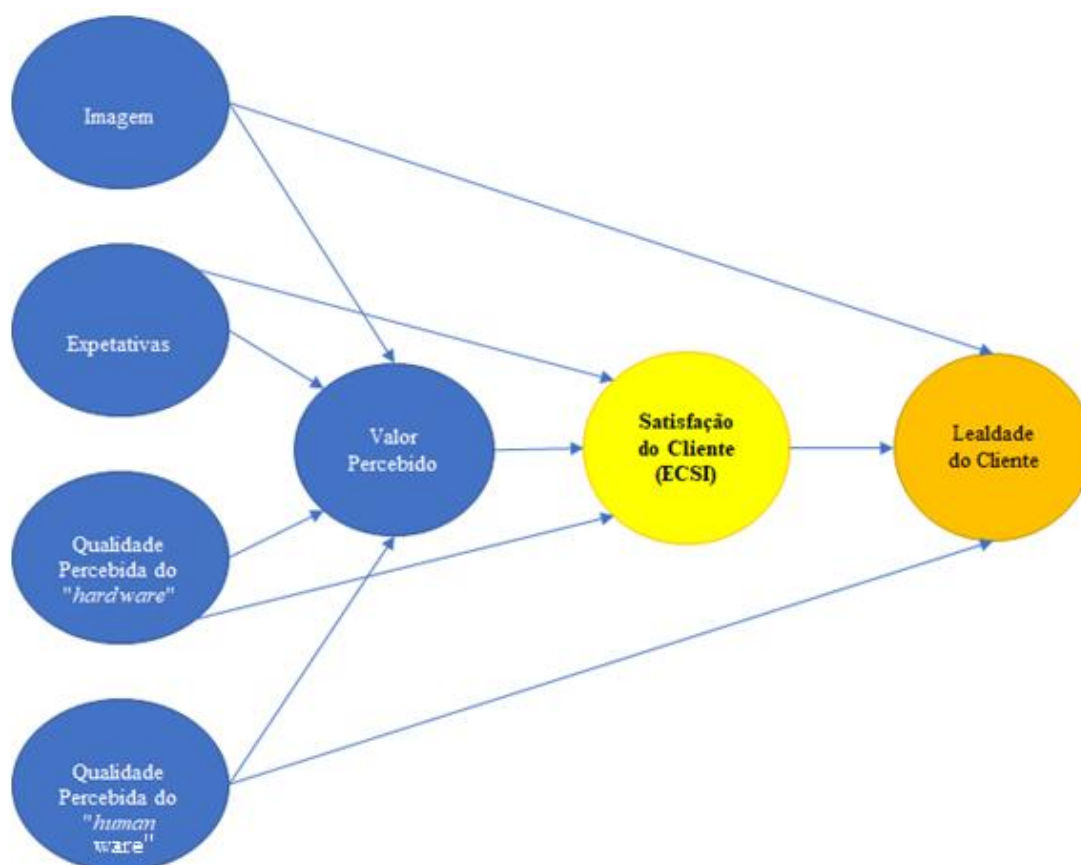 Imagem
Expetativas
Valor
Percebido
Satisfação
do Cliente
(ECSI)
Lealdade
do Cliente
Qualidade
Percebida do
"hardware"
Qualidade
Percebida do
"human
ware"